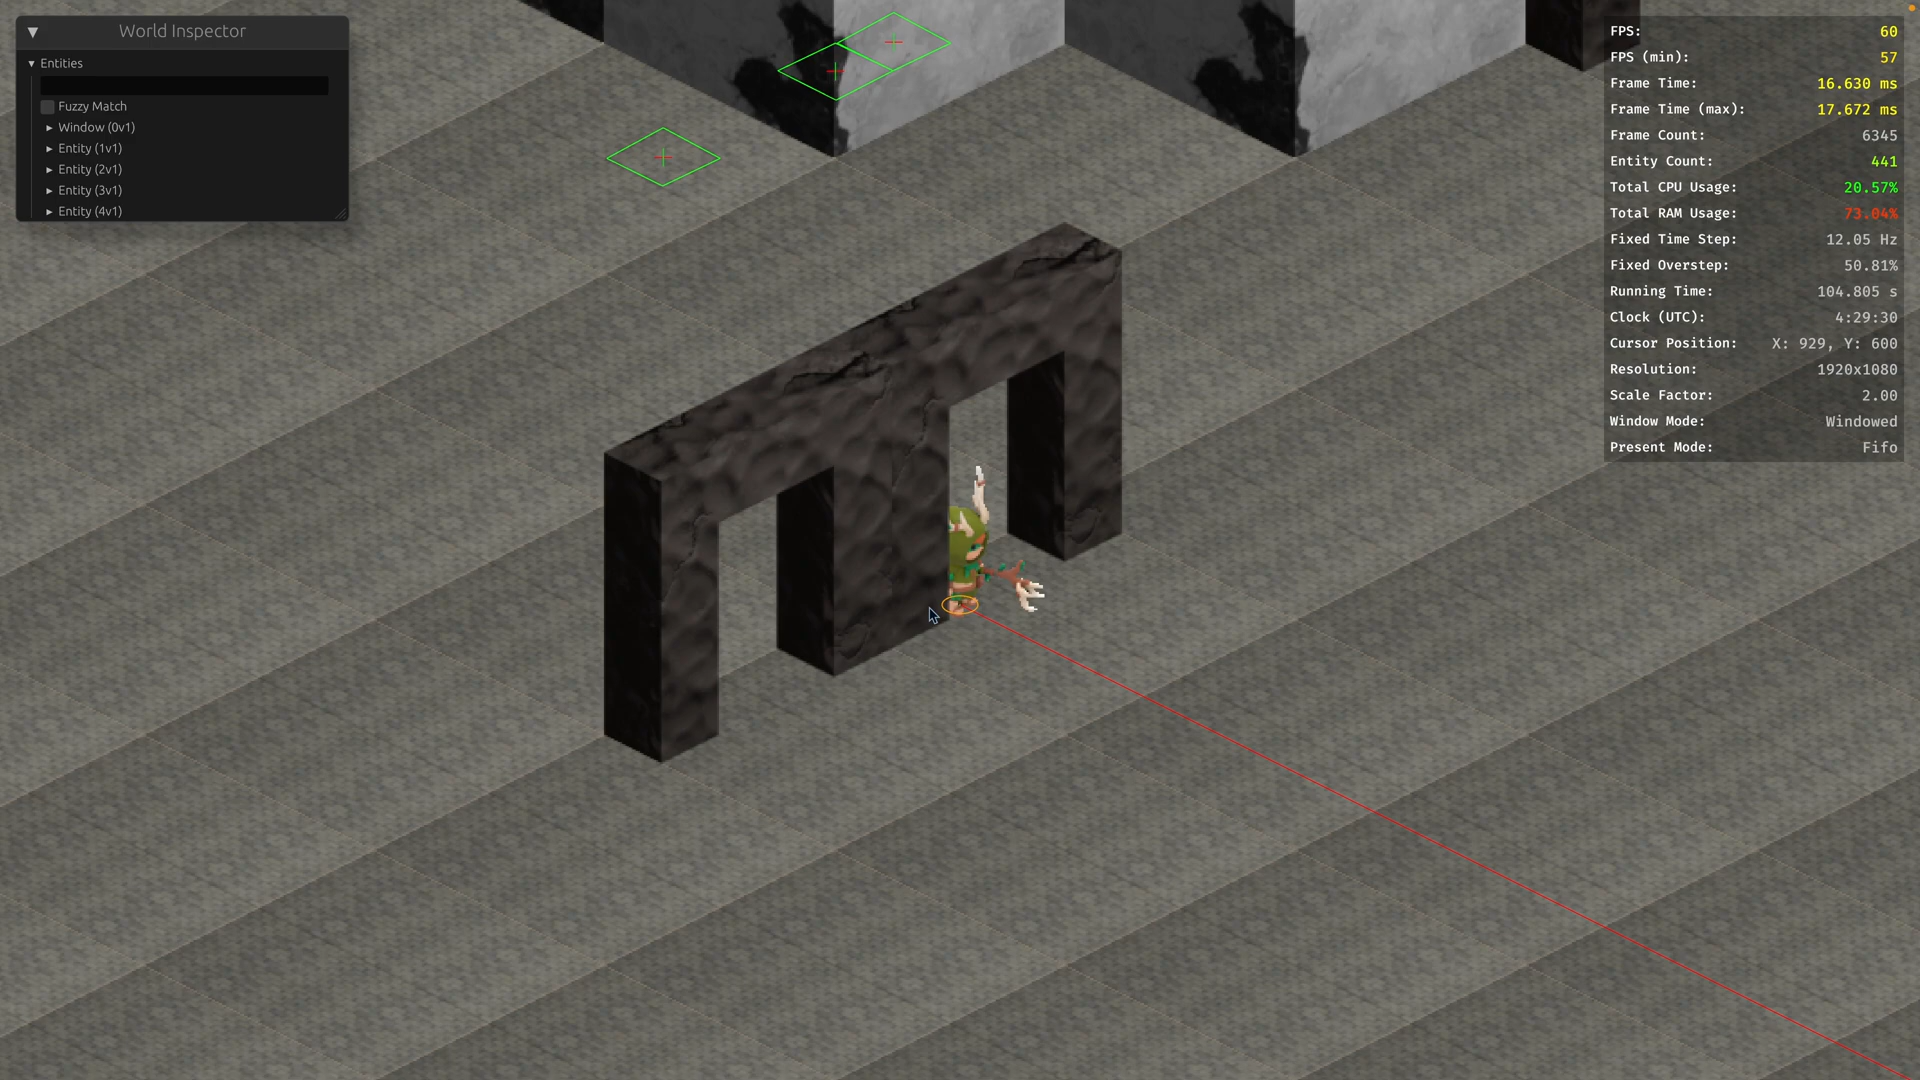 World Inspector
Entities
Fuzzy Match
Window (0v1)
Entity (1v1)
Entity (2v1)
Entity (3v1)
Entity (4v1)
FPS: 60
FPS (min): 57
Frame Time: 16.630 ms
Frame Time (max): 17.672 ms
Frame Count: 6345
Entity Count: 441
Total CPU Usage: 20.57%
Total RAM Usage: 73.04%
Fixed Time Step: 12.05 Hz
Fixed Overstep: 50.81%
Running Time: 104.805 s
Clock (UTC): 4:29:30
Cursor Position: X: 929, Y: 600
Resolution: 1920x1080
Scale Factor: 2.00
Window Mode: Windowed
Present Mode: Fifo